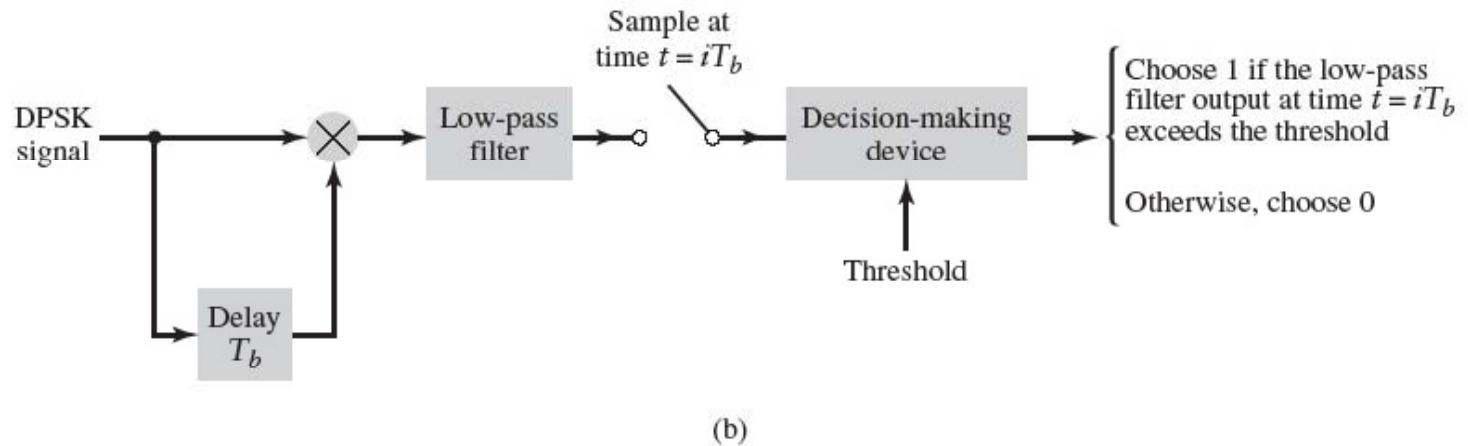 Sample at
time t = iT_b
DPSK
signal
Low-pass
filter
Decision-making
device
Choose 1 if the low-pass
filter output at time t = iT_b
exceeds the threshold
Otherwise, choose 0
Threshold
Delay
T_b
(b)